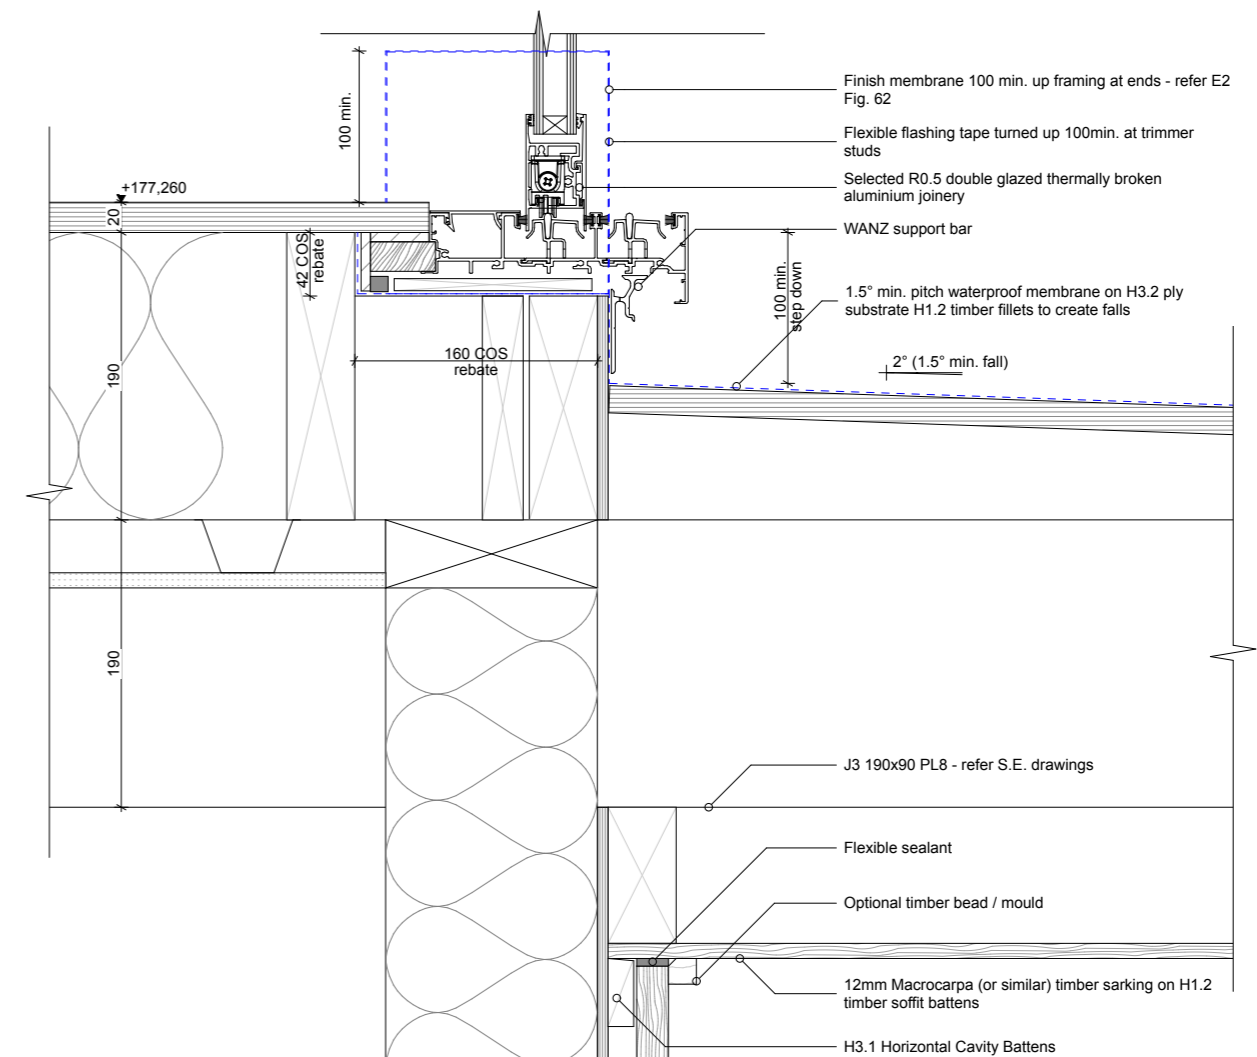 Finish membrane 100 min. up framing at ends - refer E2
Fig. 62
100 min.
Flexible flashing tape turned up 100min. at trimmer
studs
Selected R0.5 double glazed thermally broken
aluminium joinery
+177,260
20
WANZ support bar
42 COS
rebate
100 min.
step down
1.5° min. pitch waterproof membrane on H3.2 ply
substrate H1.2 timber fillets to create falls
160 COS
rebate
2° (1.5° min. fall)
190
190
J3 190x90 PL8 - refer S.E. drawings
Flexible sealant
Optional timber bead / mould
12mm Macrocarpa (or similar) timber sarking on H1.2
timber soffit battens
H3.1 Horizontal Cavity Battens